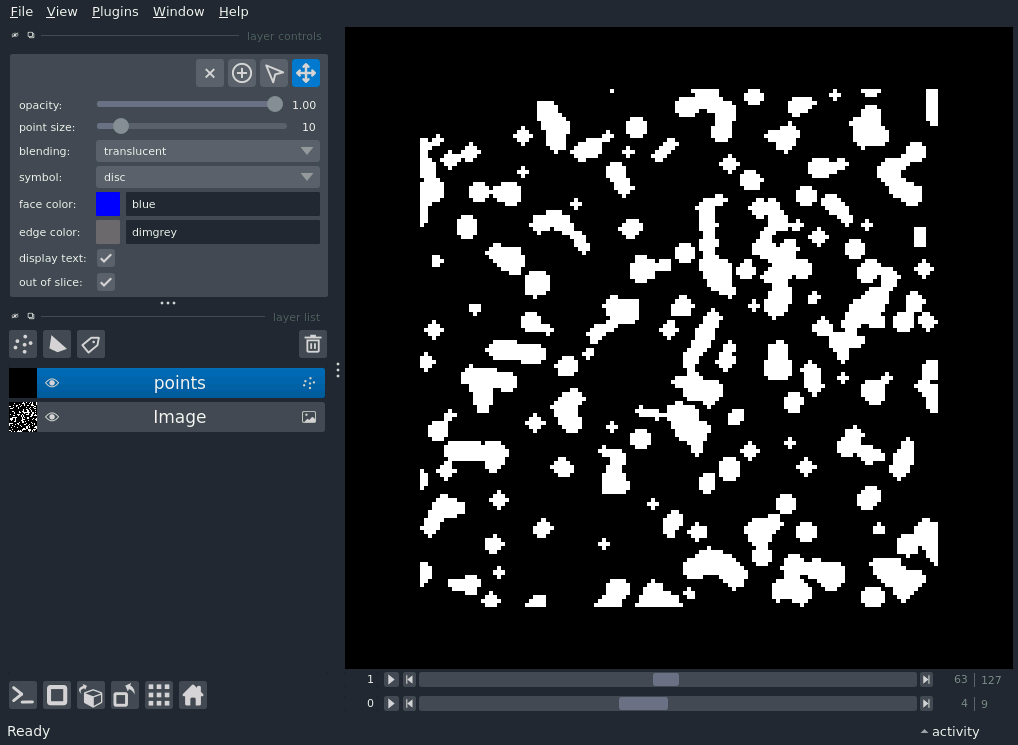 File View Plugins Window Help
layer controls
opacity: 1.00
point size: 10
blending: translucent
symbol: disc
face color: blue
edge color: dimgrey
display text:
out of slice:
layer list
points
Image
1 63 127
0 4 9
Ready activity